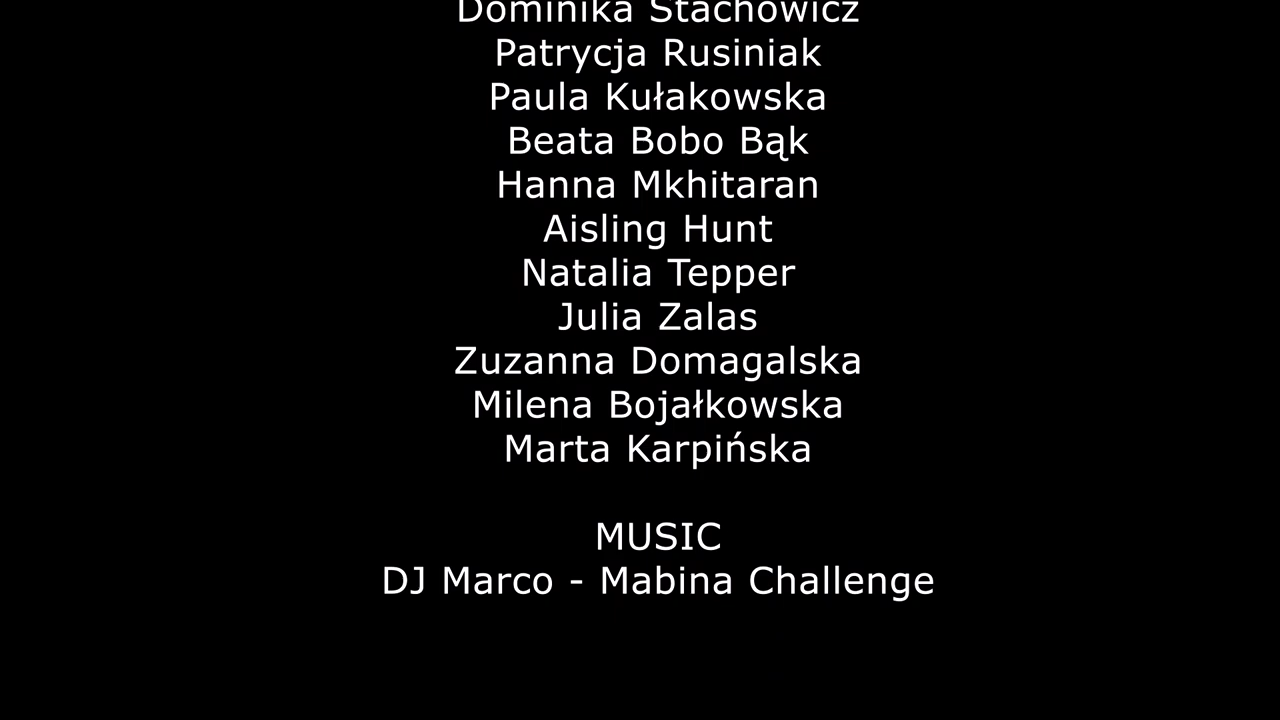 Dominika Stachowicz
Patrycja Rusiniak
Paula Kułakowska
Beata Bobo Bąk
Hanna Mkhitaran
Aisling Hunt
Natalia Tepper
Julia Zalas
Zuzanna Domagalska
Milena Bojałkowska
Marta Karpińska
MUSIC
DJ Marco - Mabina Challenge